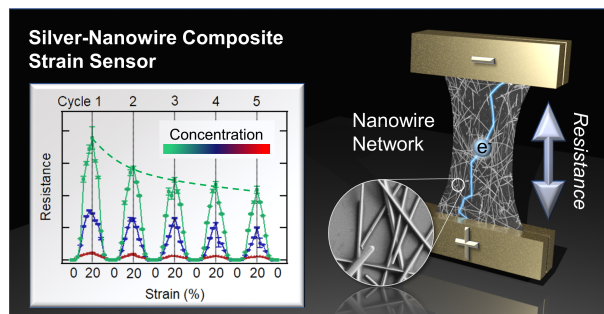 Silver-Nanowire Composite
Strain Sensor
Cycle 1 2 3 4 5
Concentration
Resistance
0 20 0 20 0 20 0 20 0 20 0
Strain (%)
Nanowire
Network
e-
Resistance